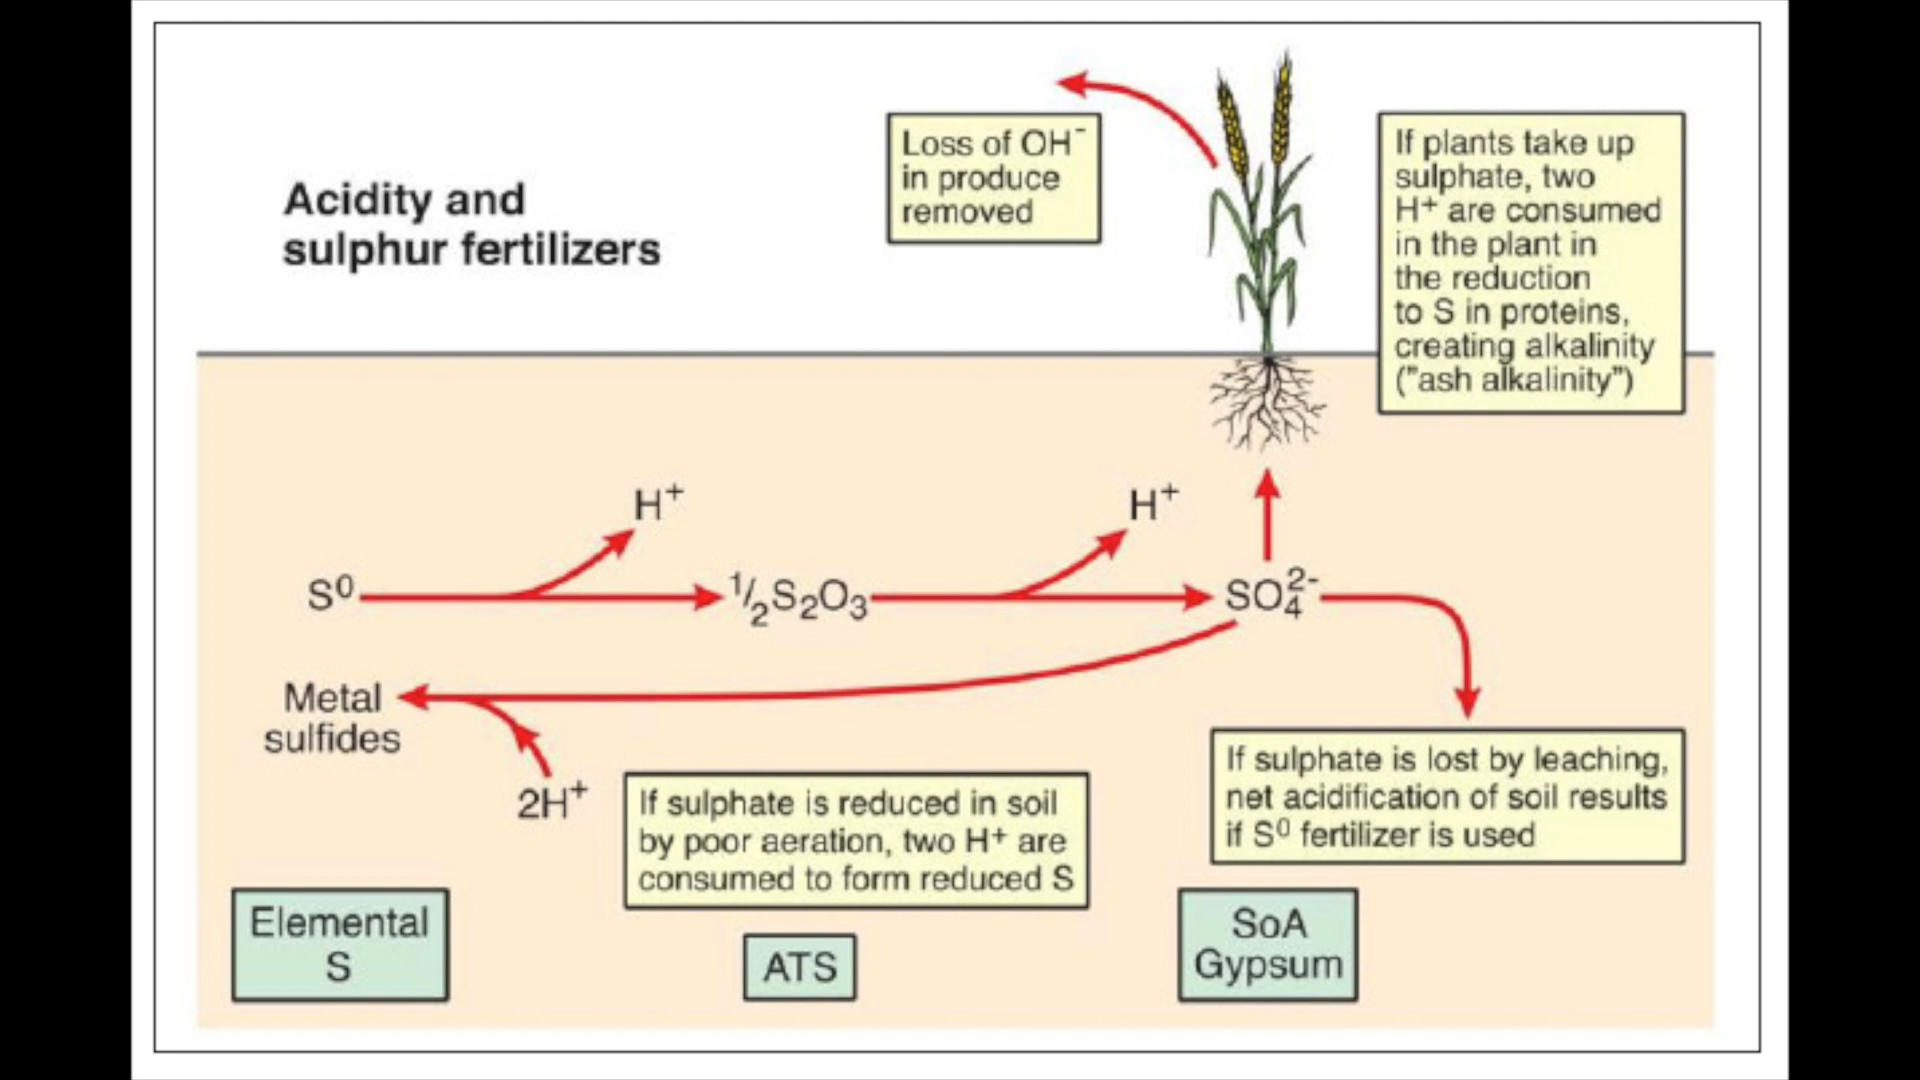 Acidity and
sulphur fertilizers
Loss of OH⁻
in produce
removed
If plants take up
sulphate, two
H⁺ are consumed
in the plant in
the reduction
to S in proteins,
creating alkalinity
("ash alkalinity")
H⁺
H⁺
S⁰
½S₂O₃
SO₄²⁻
Metal
sulfides
2H⁺
If sulphate is reduced in soil
by poor aeration, two H⁺ are
consumed to form reduced S
If sulphate is lost by leaching,
net acidification of soil results
if S⁰ fertilizer is used
Elemental
S
ATS
SoA
Gypsum